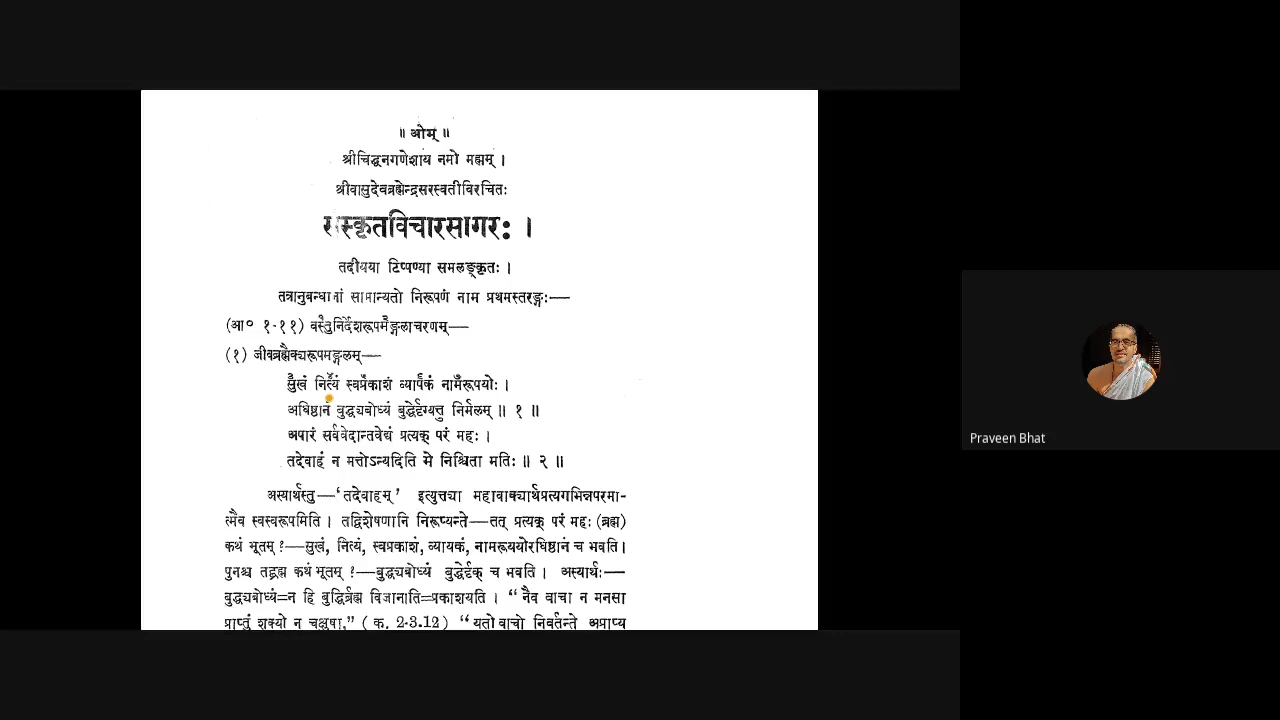 ॥ ओम् ॥
श्रीचिद्घनगणेशाय नमो मह्यम् ।
श्रीवासुदेवब्रह्मेन्द्रसरस्वतीविरचितः
संस्कृतविचारसागरः ।
तदीयया टिप्पण्या समलङ्कृतः ।
तत्रानुबन्धानां सामान्यतो निरूपणं नाम प्रथमस्तरङ्गः—
(आ० १-११) वस्तुनिर्देशरूपमङ्गलाचरणम्—
(१) जीवब्रह्मैक्यरूपमङ्गलम्—
सुखं नित्यं स्वप्रकाशं व्यापकं नामरूपयोः ।
अधिष्ठानं बुद्ध्यबोध्यं बुद्धेर्दृग्यत्तु निर्मलम् ॥ १ ॥
अपारं सर्ववेदान्तवेद्यं प्रत्यक् परं महः ।
तदेवाहं न मत्तोऽन्यदिति मे निश्चिता मतिः ॥ २ ॥
अस्यार्थस्तु—‘तदेवाहम्’ इत्युक्त्या महावाक्यार्थप्रत्यगभिन्नपरमा-
त्मैव स्वस्वरूपमिति । तद्विशेषणानि निरूप्यन्ते—तत् प्रत्यक् परं महः (ब्रह्म)
कथं भूतम् ?—सुखं, नित्यं, स्वप्रकाशं, व्यायकं, नामरूपयोरधिष्ठानं च भवति ।
पुनश्च तद्ब्रह्म कथं भूतम् ?—बुद्ध्यबोध्यं बुद्धेर्दृक् च भवति । अस्यार्थः—
बुद्ध्यबोध्यं=न हि बुद्धिर्ब्रह्म विजानाति=प्रकाशयति । “नैव वाचा न मनसा
प्राप्तुं शक्यो न चक्षुषा,” ( क. 2-3.12) “यतो वाचो निवर्तन्ते अप्राप्य
Praveen Bhat